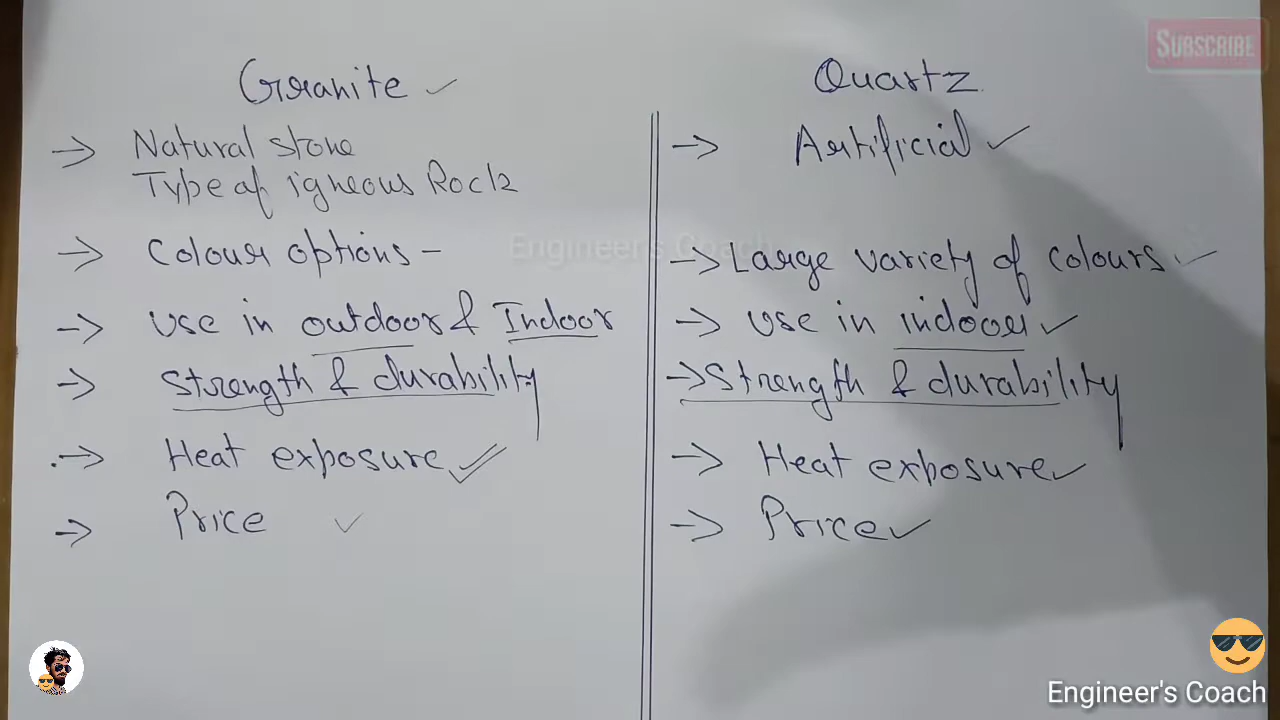 SUBSCRIBE
Granite ✓
→ Natural stone
Type of igneous Rock
→ Colour options -
→ Use in outdoor & Indoor
→ Strength & durability
→ Heat exposure ✓
→ Price ✓
Quartz
→ Artificial ✓
→ Large variety of colours ✓
→ Use in indoor ✓
→ Strength & durability
→ Heat exposure ✓
→ Price ✓
Engineer's Coach
Engineer's Coach